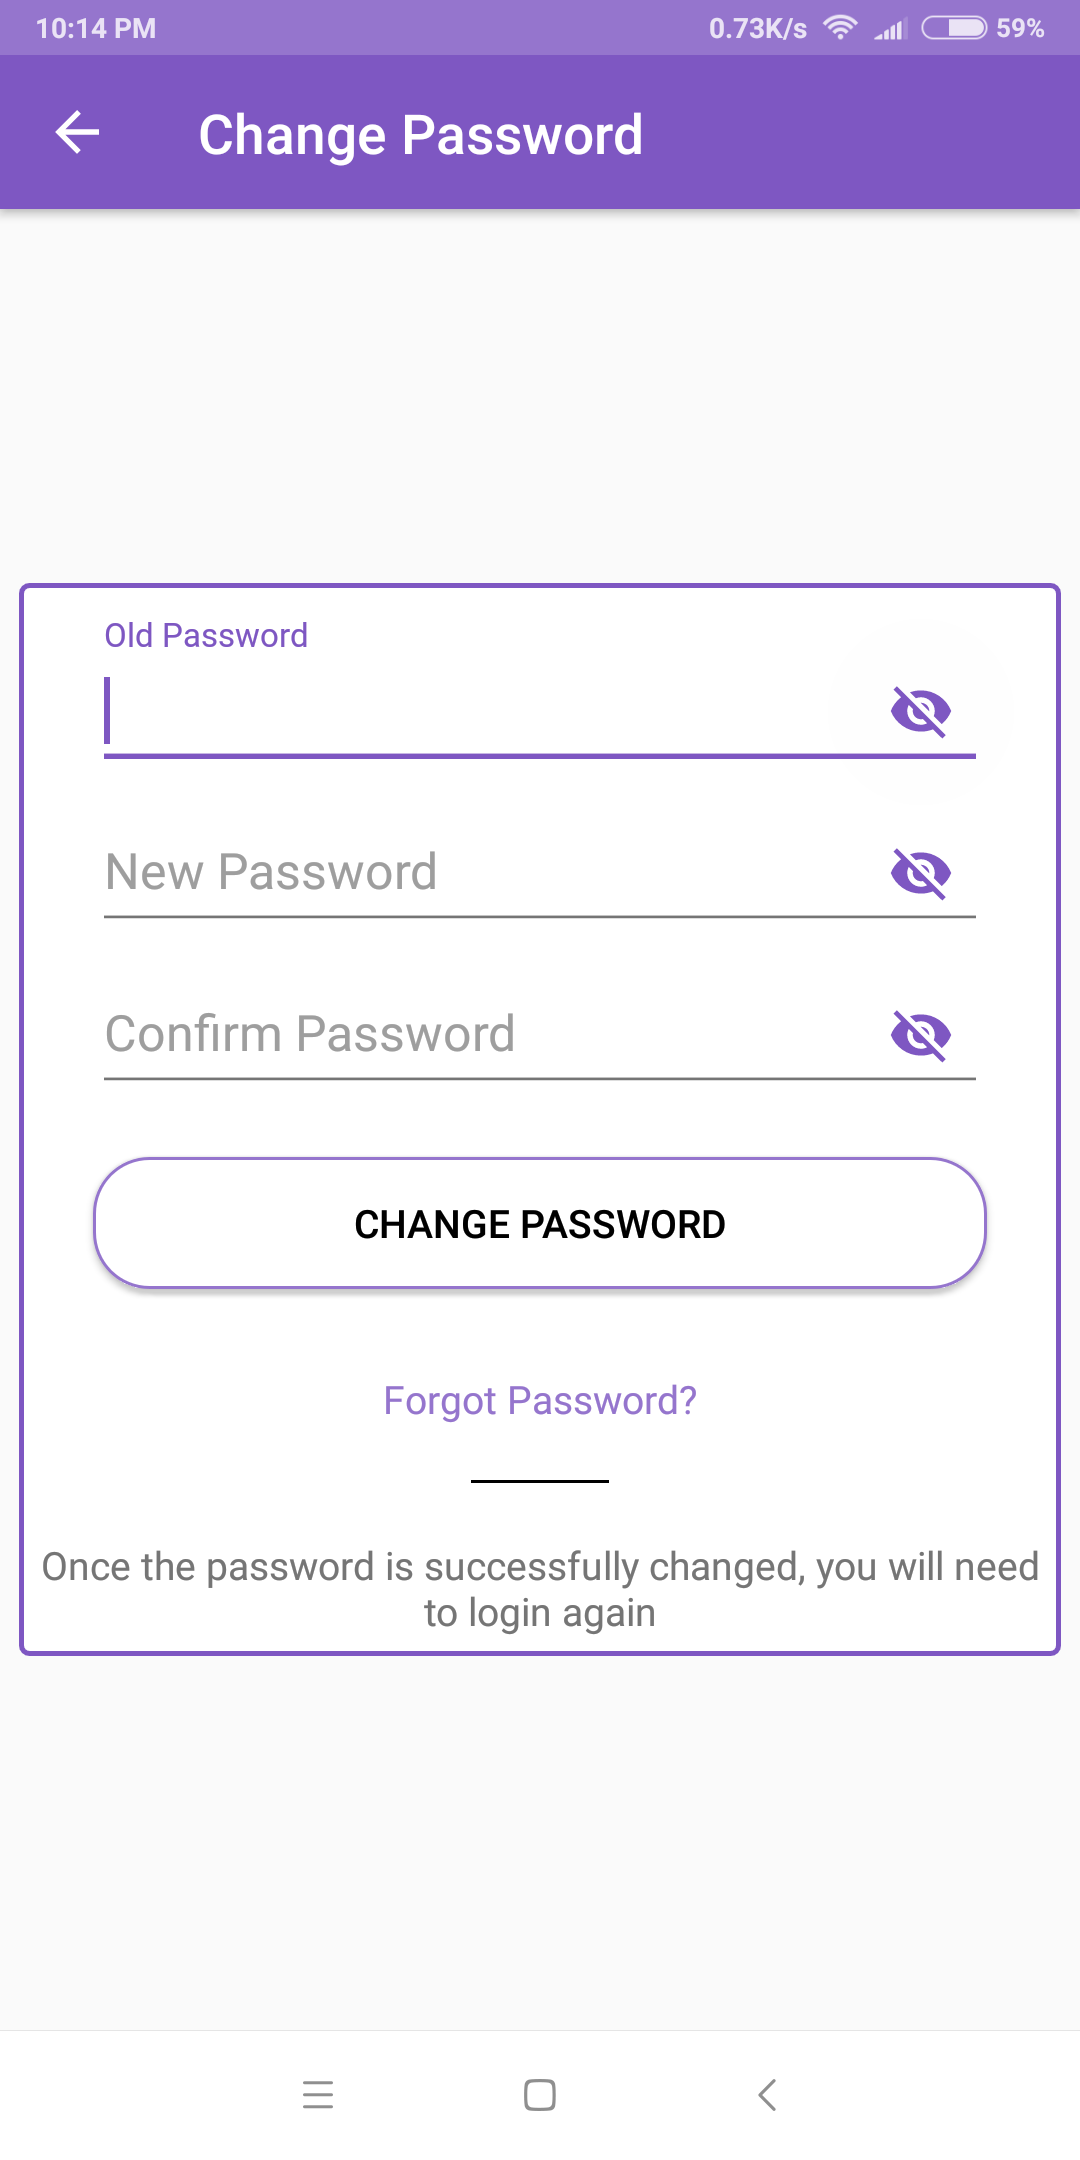 10:14 PM 0.73K/s 59%
Change Password
Old Password
New Password
Confirm Password
CHANGE PASSWORD
Forgot Password?
Once the password is successfully changed, you will need
to login again